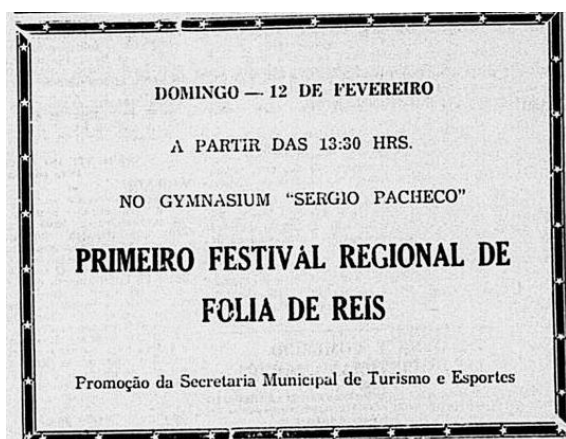 DOMINGO — 12 DE FEVEREIRO
A PARTIR DAS 13:30 HRS.
NO GYMNASIUM “SERGIO PACHECO”
PRIMEIRO FESTIVAL REGIONAL DE
FOLIA DE REIS
Promoção da Secretaria Municipal de Turismo e Esportes